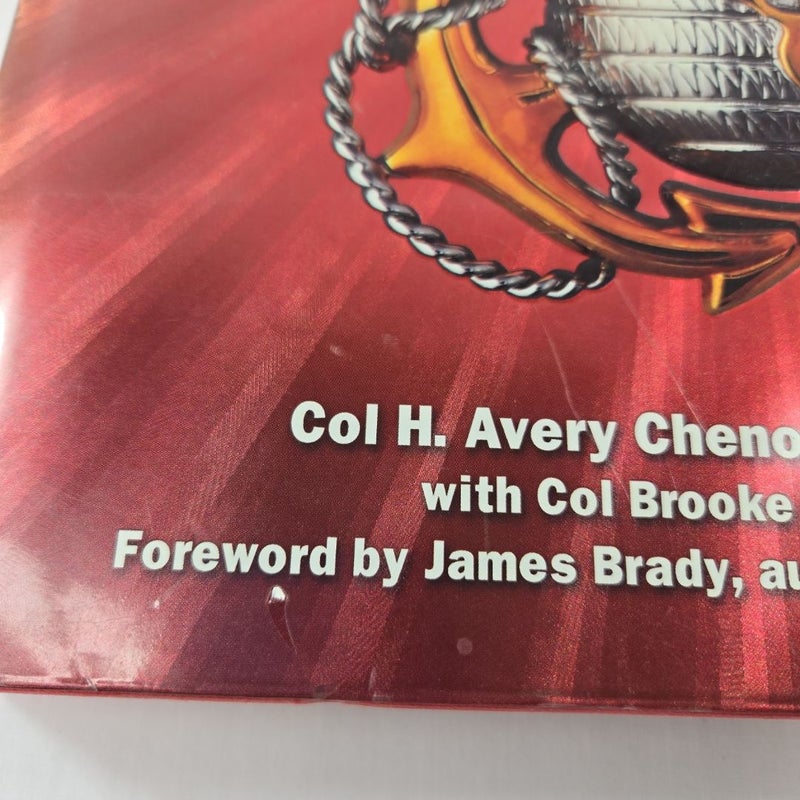 Col H. Avery Cheno
with Col Brooke
Foreword by James Brady, au